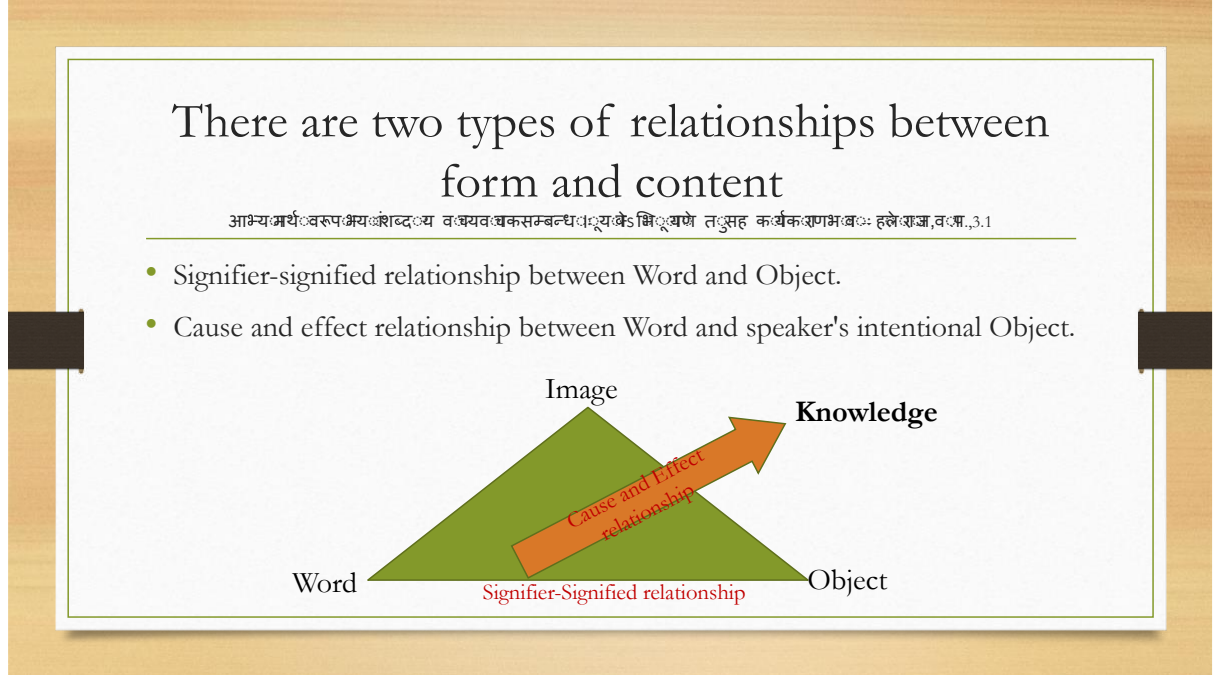 There are two types of relationships between
form and content
3.1
• Signifier-signified relationship between Word and Object.
• Cause and effect relationship between Word and speaker's intentional Object.
Image
Knowledge
Cause and Effect
relationship
Word
Object
Signifier-Signified relationship